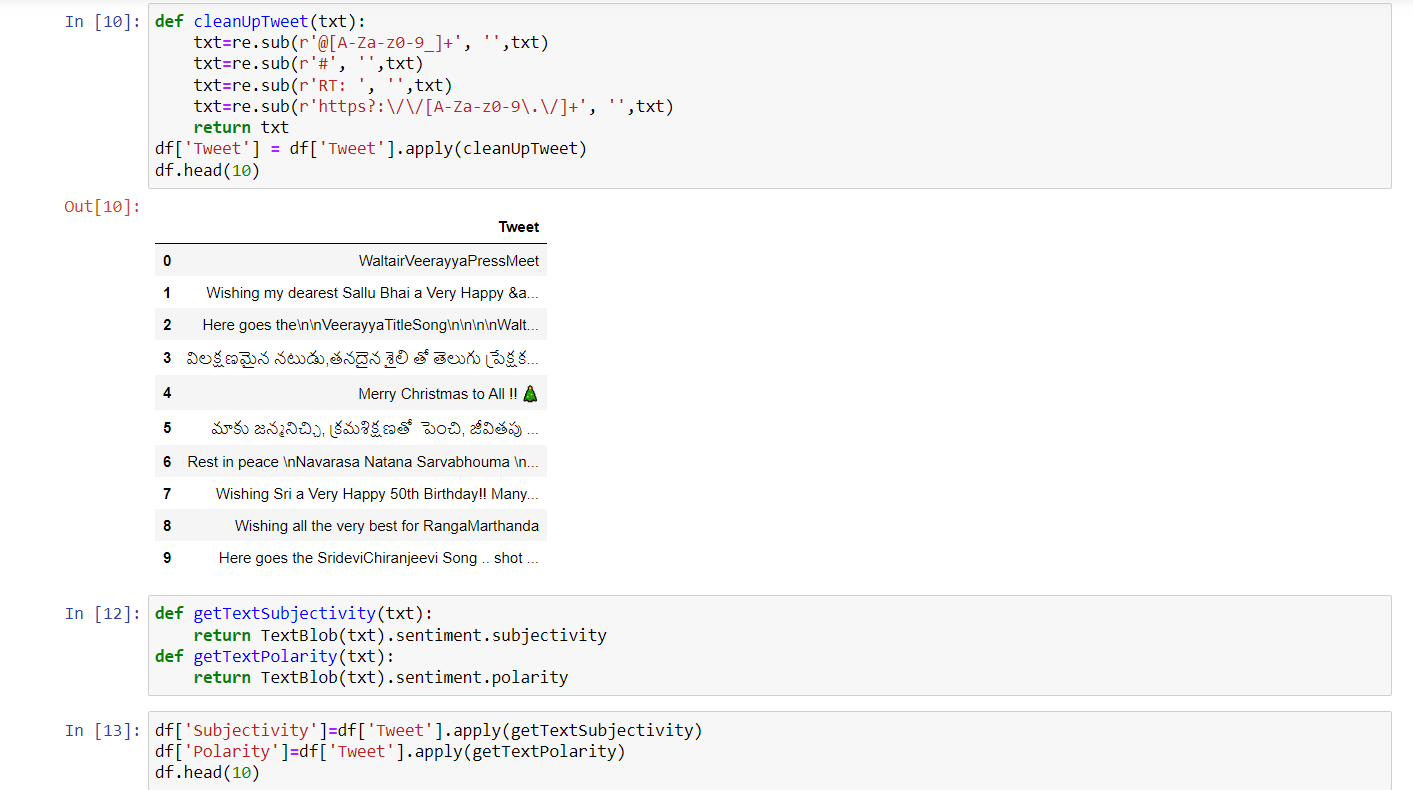 In [10]: def cleanUpTweet(txt):
txt=re.sub(r'@[A-Za-z0-9_]+', '',txt)
txt=re.sub(r'#', '',txt)
txt=re.sub(r'RT: ', '',txt)
txt=re.sub(r'https?:\/\/[A-Za-z0-9\.\/]+', '',txt)
return txt
df['Tweet'] = df['Tweet'].apply(cleanUpTweet)
df.head(10)
Out[10]:
Tweet
0 WaltairVeerayyaPressMeet
1 Wishing my dearest Sallu Bhai a Very Happy &a...
2 Here goes the\n\nVeerayyaTitleSong\n\n\n\nWalt...
3 విలక్షణమైన నటుడు,తనదైన శైలి తో తెలుగు ప్రేక్షక...
4 Merry Christmas to All !! 🎄
5 మాకు జన్మనిచ్చి, క్రమశిక్షణతో పెంచి, జీవితపు ...
6 Rest in peace \nNavarasa Natana Sarvabhouma \n...
7 Wishing Sri a Very Happy 50th Birthday!! Many...
8 Wishing all the very best for RangaMarthanda
9 Here goes the SrideviChiranjeevi Song .. shot ...
In [12]: def getTextSubjectivity(txt):
return TextBlob(txt).sentiment.subjectivity
def getTextPolarity(txt):
return TextBlob(txt).sentiment.polarity
In [13]: df['Subjectivity']=df['Tweet'].apply(getTextSubjectivity)
df['Polarity']=df['Tweet'].apply(getTextPolarity)
df.head(10)